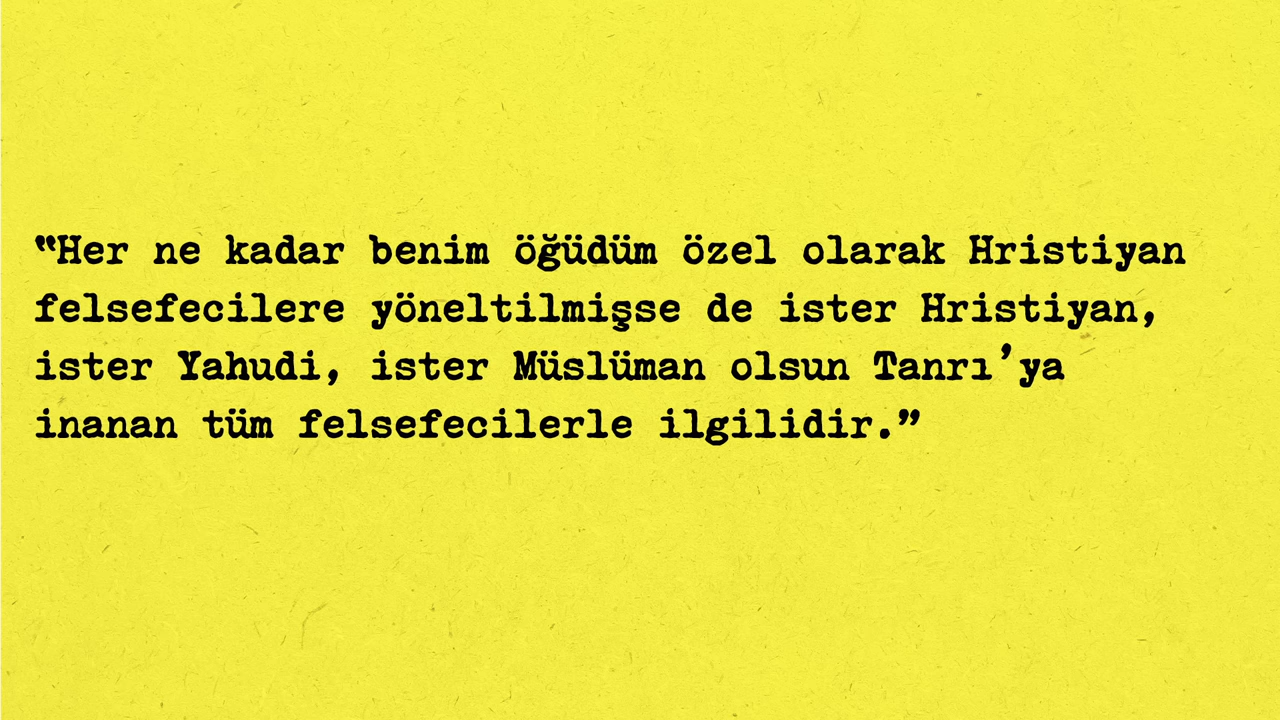 “Her ne kadar benim öğüdüm özel olarak Hristiyan
felsefecilere yöneltilmişse de ister Hristiyan,
ister Yahudi, ister Müslüman olsun Tanrı’ya
inanan tüm felsefecilerle ilgilidir.”